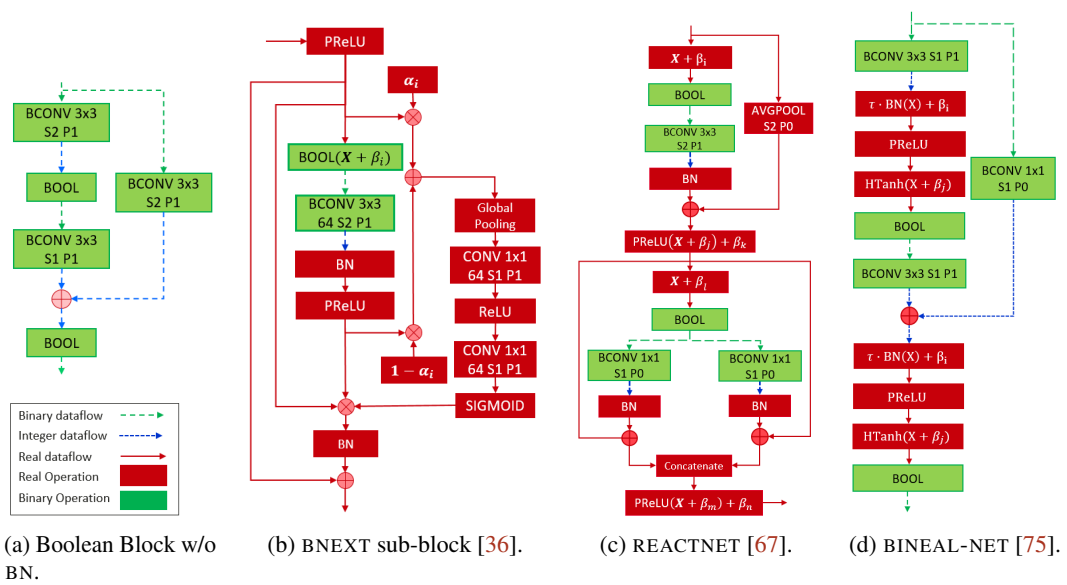 BCONV 3x3
S2 P1
BOOL
BCONV 3x3
S2 P1
BCONV 3x3
S1 P1
BOOL
Binary dataflow
Integer dataflow
Real dataflow
Real Operation
Binary Operation
(a) Boolean Block w/o
BN.
PReLU
αᵢ
BOOL(X + βᵢ)
BCONV 3x3
64 S2 P1
BN
PReLU
1 − αᵢ
Global
Pooling
CONV 1x1
64 S1 P1
ReLU
CONV 1x1
64 S1 P1
SIGMOID
BN
(b) BNEXT sub-block [36].
X + βᵢ
BOOL
AVGPOOL
S2 P0
BCONV 3x3
S2 P1
BN
PReLU(X + βⱼ) + βₖ
X + βₗ
BOOL
BCONV 1x1
S1 P0
BCONV 1x1
S1 P0
BN
BN
Concatenate
PReLU(X + βₘ) + βₙ
(c) REACTNET [67].
BCONV 3x3 S1 P1
τ · BN(X) + βᵢ
PReLU
BCONV 1x1
S1 P0
HTanh(X + βⱼ)
BOOL
BCONV 3x3 S1 P1
τ · BN(X) + βᵢ
PReLU
HTanh(X + βⱼ)
BOOL
(d) BINEAL-NET [75].